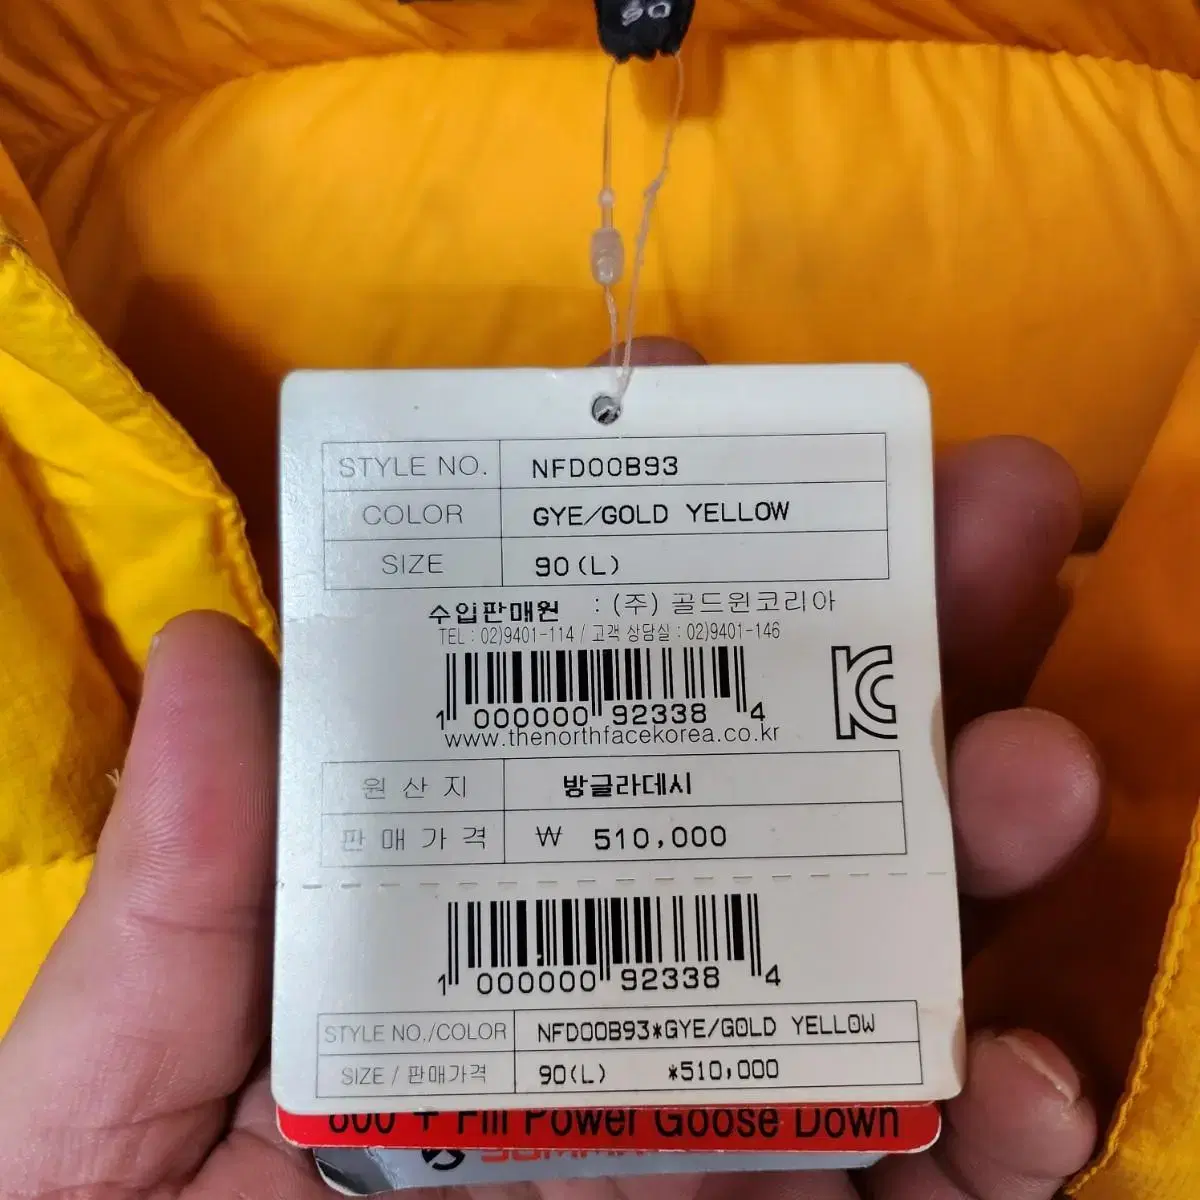 90
STYLE NO. NFD00B93
COLOR GYE/GOLD YELLOW
SIZE 90(L)
수입판매원 : (주) 골드윈코리아
TEL : 02)9401-114 / 고객 상담실 : 02)9401-146
1 000000 92338 4
www.thenorthfacekorea.co.kr
원산지 방글라데시
판매가격 ₩ 510,000
1 000000 92338 4
STYLE NO./COLOR NFD00B93*GYE/GOLD YELLOW
SIZE / 판매가격 90(L) *510,000
800 + Fill Power Goose Down